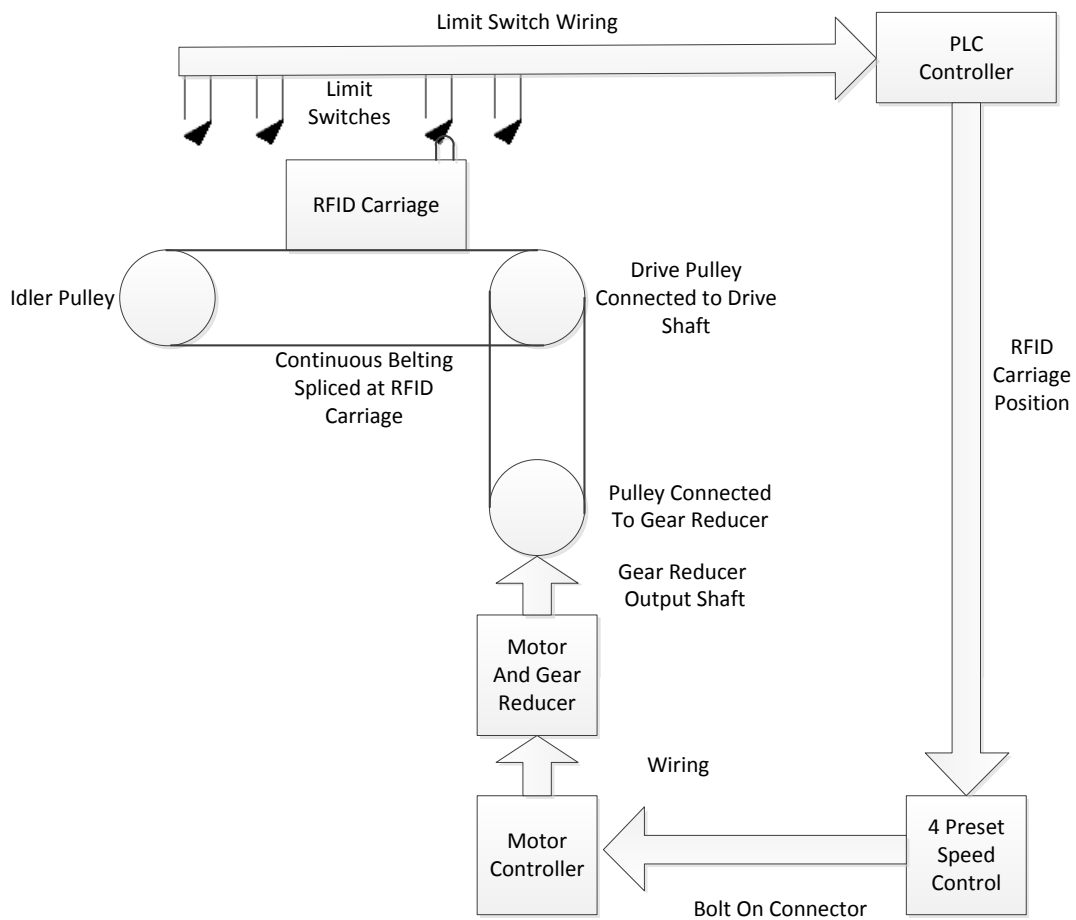 Limit Switch Wiring
PLC
Controller
Limit
Switches
RFID Carriage
Idler Pulley
Drive Pulley
Connected to Drive
Shaft
Continuous Belting
Spliced at RFID
Carriage
RFID
Carriage
Position
Pulley Connected
To Gear Reducer
Gear Reducer
Output Shaft
Motor
And Gear
Reducer
Wiring
Motor
Controller
4 Preset
Speed
Control
Bolt On Connector